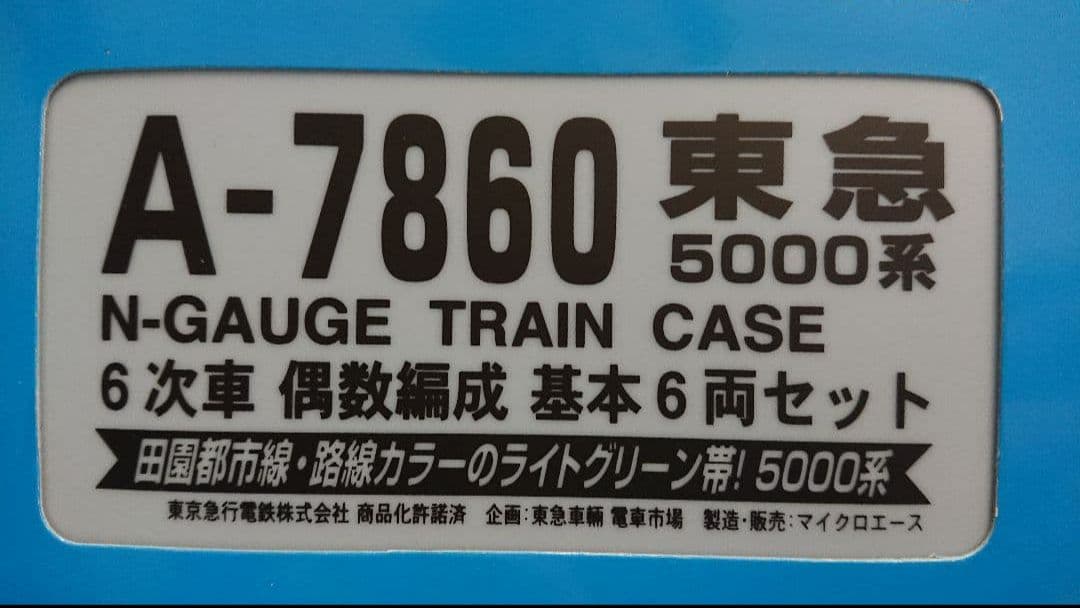 A-7860 東急
5000系
N-GAUGE TRAIN CASE
6次車 偶数編成 基本6両セット
田園都市線・路線カラーのライトグリーン帯! 5000系
東京急行電鉄株式会社 商品化許諾済 企画:東急車輛 電車市場 製造・販売:マイクロエース